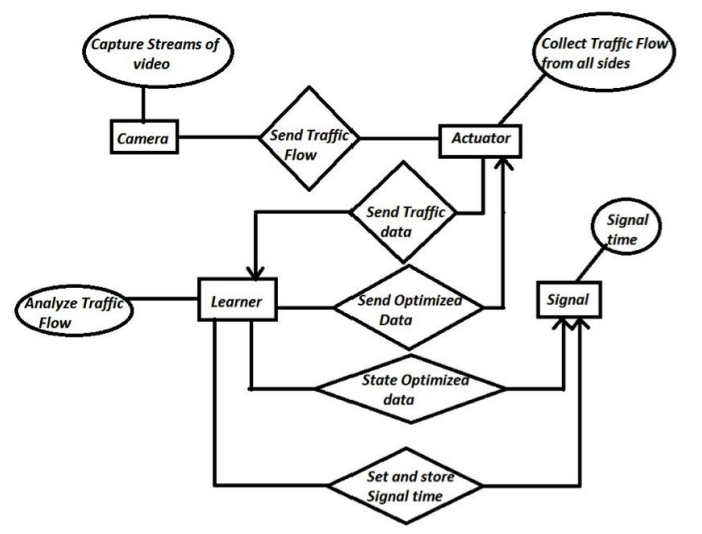 Capture Streams of
video
Collect Traffic Flow
from all sides
Camera
Send Traffic
Flow
Actuator
Send Traffic
data
Signal
time
Analyze Traffic
Flow
Learner
Send Optimized
Data
Signal
State Optimized
data
Set and store
Signal time